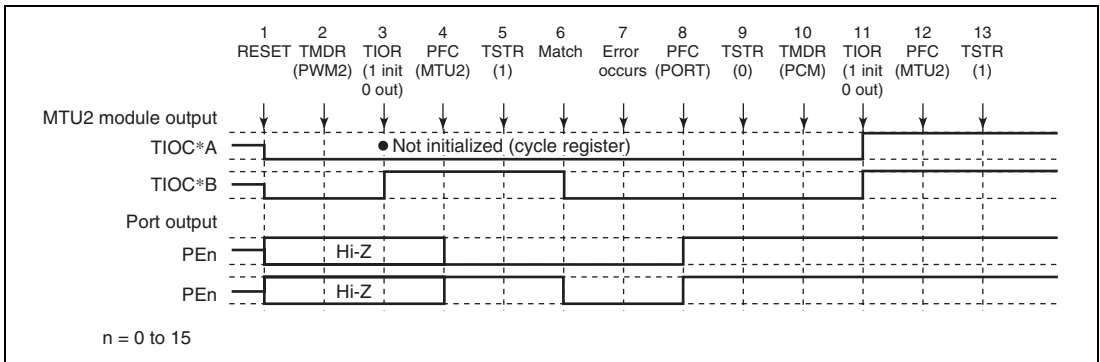 1 2 3 4 5 6 7 8 9 10 11 12 13
RESET TMDR TIOR PFC TSTR Match Error PFC TSTR TMDR TIOR PFC TSTR
(PWM2) (1 init (MTU2) (1) occurs (PORT) (0) (PCM) (1 init (MTU2) (1)
0 out) 0 out)
MTU2 module output
TIOC*A ● Not initialized (cycle register)
TIOC*B
Port output
PEn Hi-Z
PEn Hi-Z
n = 0 to 15